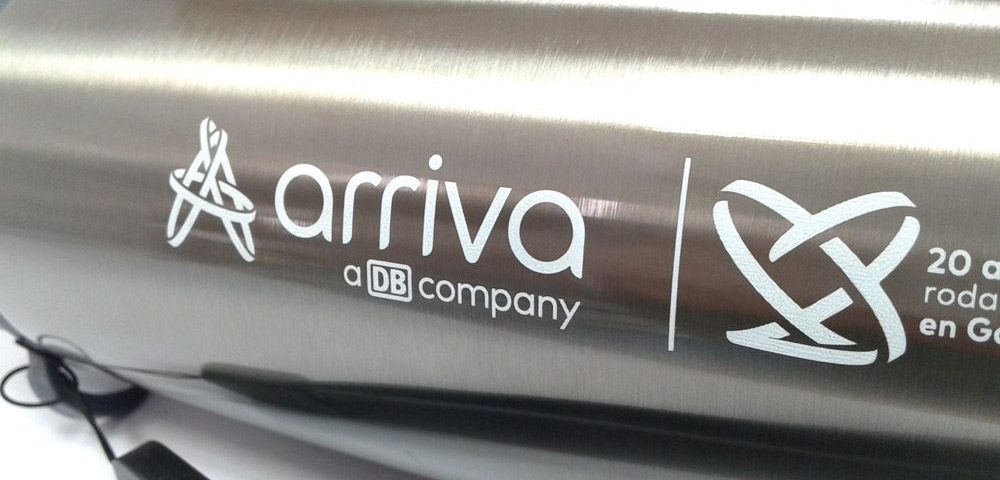 arriva
a DB company
20
roda
en